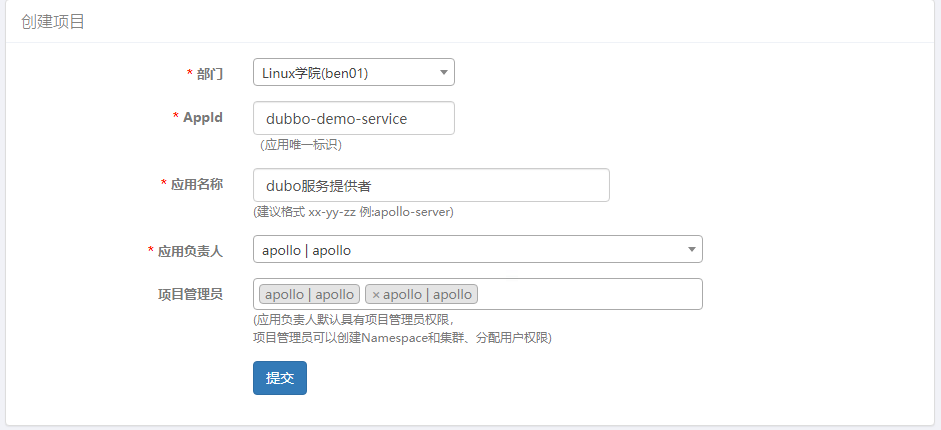 创建项目
* 部门 Linux学院(ben01)
* AppId dubbo-demo-service
(应用唯一标识)
* 应用名称 dubo服务提供者
(建议格式 xx-yy-zz 例:apollo-server)
* 应用负责人 apollo | apollo
项目管理员 apollo | apollo × apollo | apollo
(应用负责人默认具有项目管理员权限，
项目管理员可以创建Namespace和集群、分配用户权限)
提交